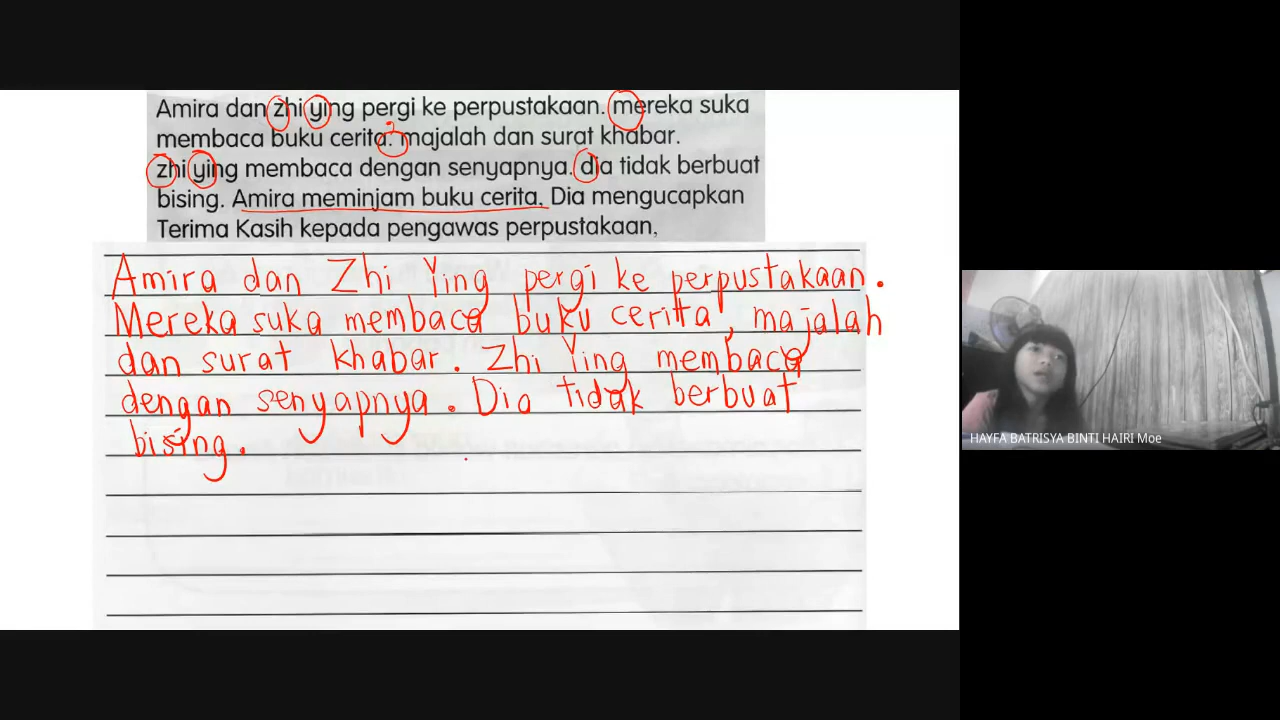 Amira dan zhi ying pergi ke perpustakaan. mereka suka
membaca buku cerita. majalah dan surat khabar.
zhi ying membaca dengan senyapnya. dia tidak berbuat
bising. Amira meminjam buku cerita. Dia mengucapkan
Terima Kasih kepada pengawas perpustakaan,
Amira dan Zhi Ying pergi ke perpustakaan.
Mereka suka membaca buku cerita, majalah
dan surat khabar. Zhi Ying membaca
dengan senyapnya. Dia tidak berbuat
bising.
HAYFA BATRISYA BINTI HAIRI Moe